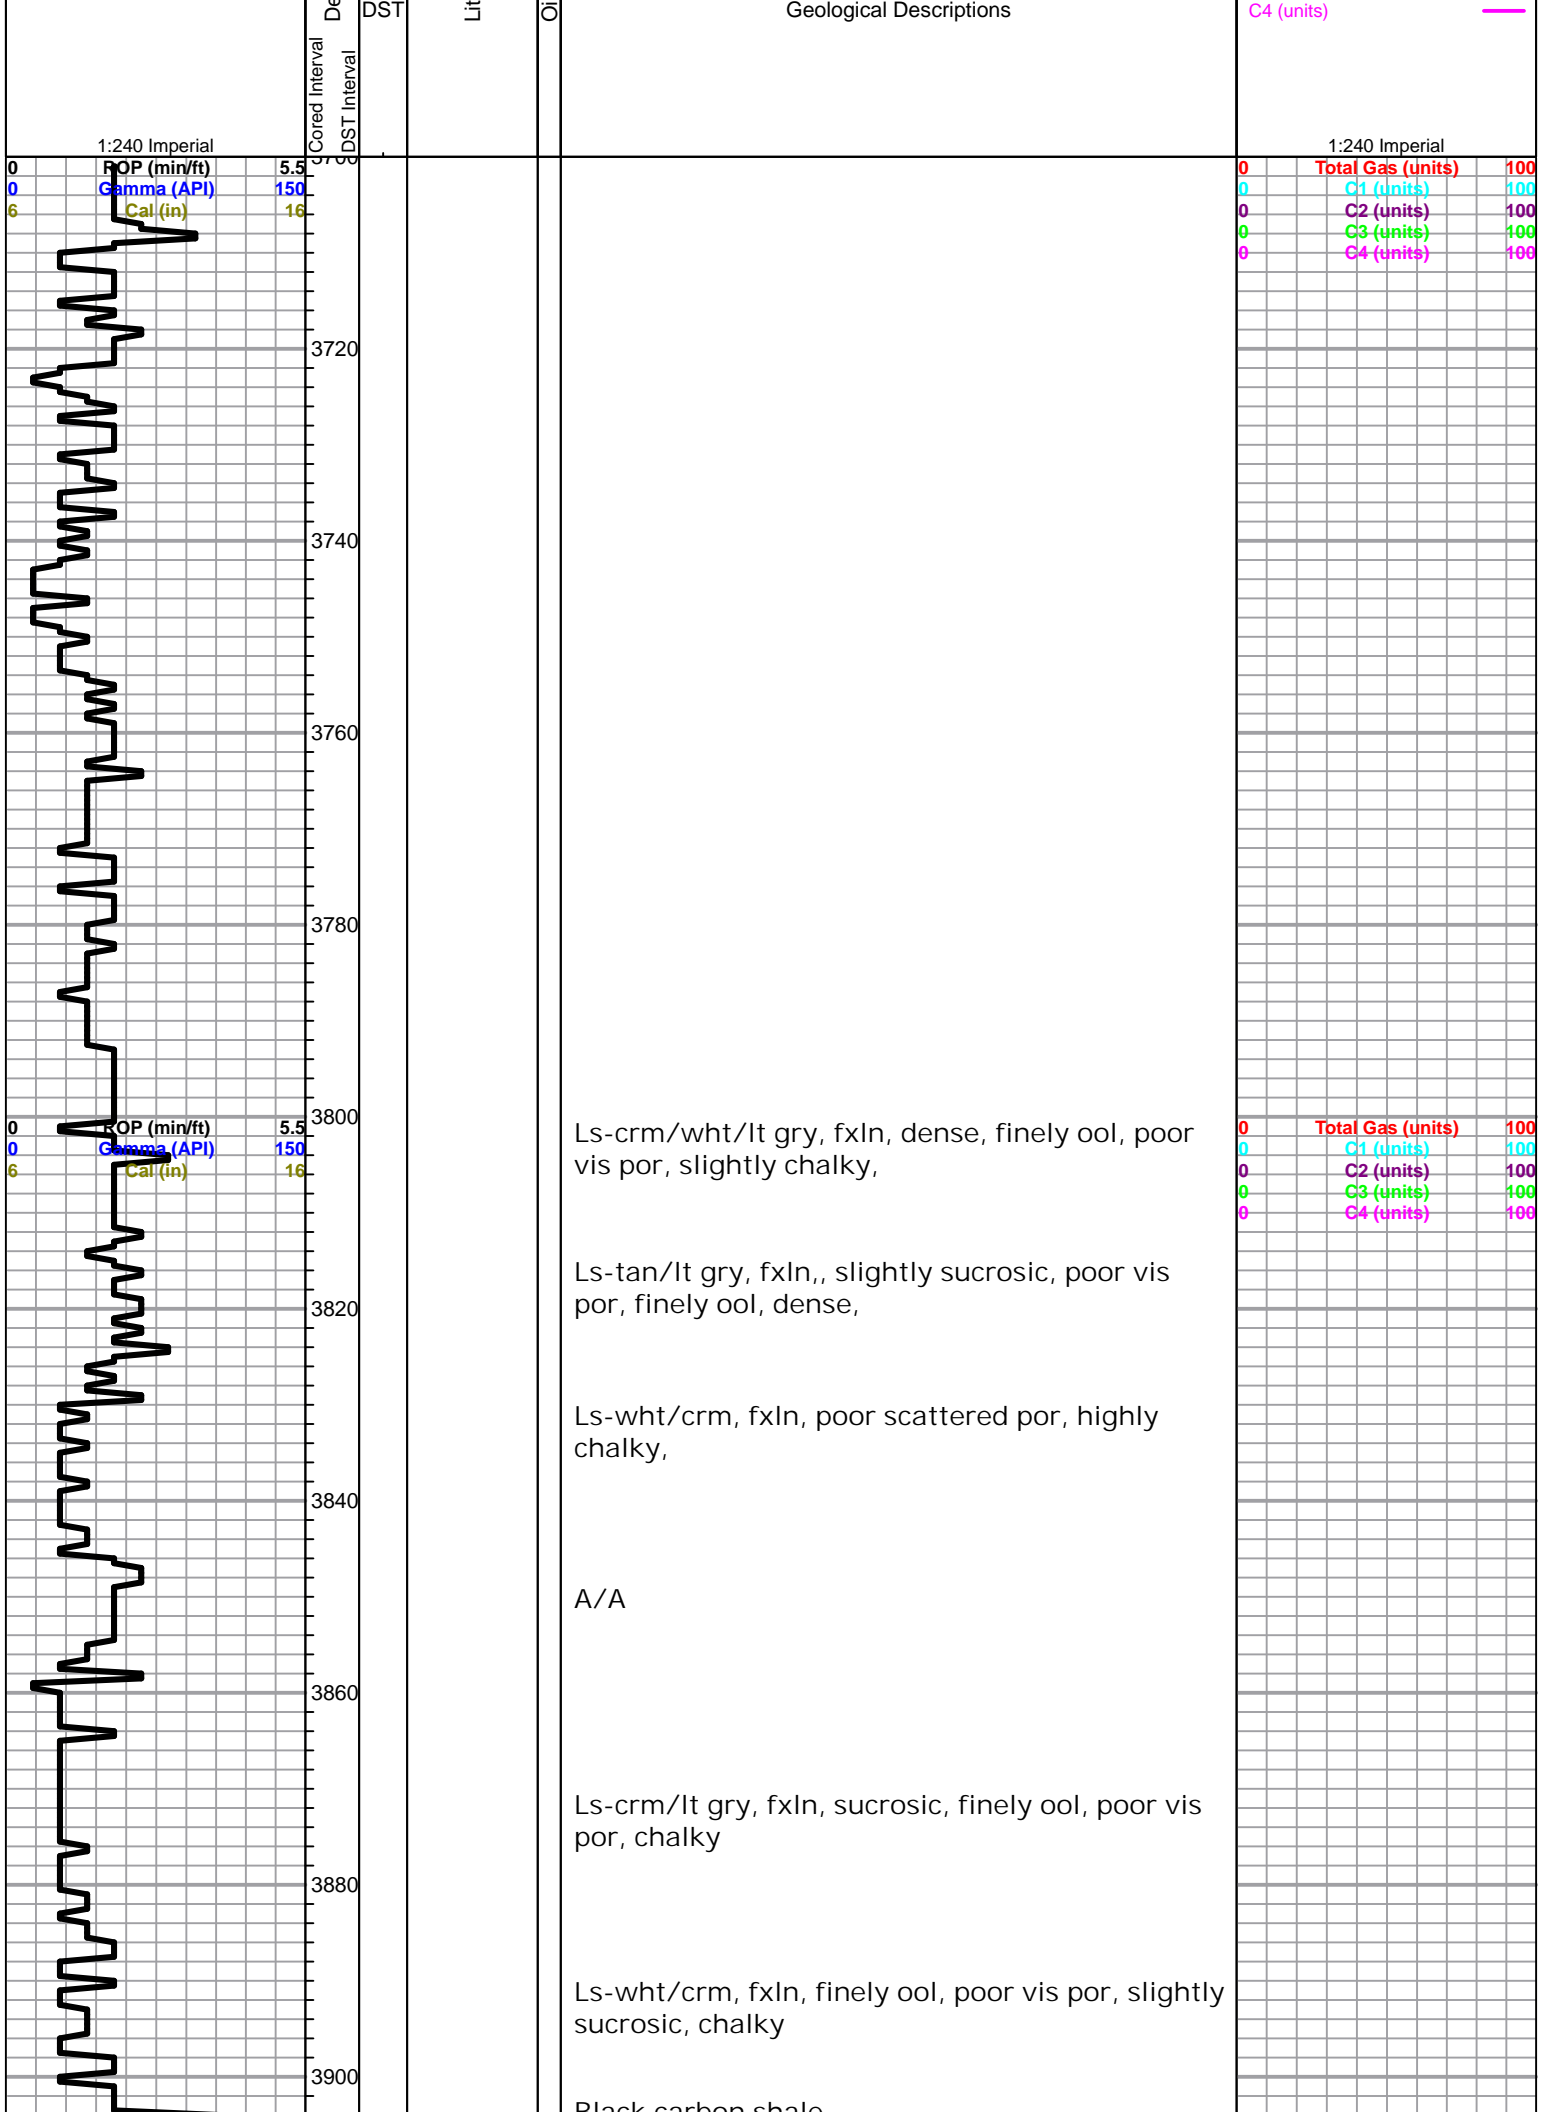 De
DST
Lit
Oi
Geological Descriptions
C4 (units)
Cored Interval
DST Interval
1:240 Imperial
1:240 Imperial
3700
0 ROP (min/ft) 5.5
0 Gamma (API) 150
6 Cal (in) 16
0 Total Gas (units) 100
0 C1 (units) 100
0 C2 (units) 100
0 C3 (units) 100
0 C4 (units) 100
3720
3740
3760
3780
3800
0 ROP (min/ft) 5.5
0 Gamma (API) 150
6 Cal (in) 16
Ls-crm/wht/lt gry, fxln, dense, finely ool, poor
vis por, slightly chalky,
0 Total Gas (units) 100
0 C1 (units) 100
0 C2 (units) 100
0 C3 (units) 100
0 C4 (units) 100
Ls-tan/lt gry, fxln,, slightly sucrosic, poor vis
por, finely ool, dense,
3820
Ls-wht/crm, fxln, poor scattered por, highly
chalky,
3840
A/A
3860
Ls-crm/lt gry, fxln, sucrosic, finely ool, poor vis
por, chalky
3880
Ls-wht/crm, fxln, finely ool, poor vis por, slightly
sucrosic, chalky
3900
Black carbon shale